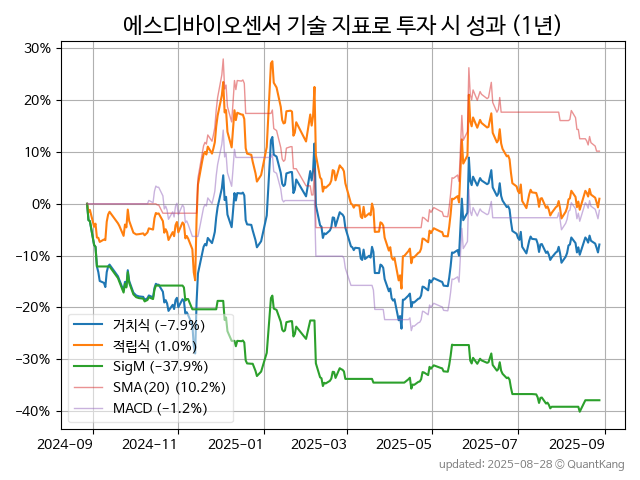 에스디바이오센서 기술 지표로 투자 시 성과 (1년)
30%
20%
10%
0%
−10%
−20%
−30%
−40%
거치식 (−7.9%)
적립식 (1.0%)
SigM (−37.9%)
SMA(20) (10.2%)
MACD (−1.2%)
2024-09 2024-11 2025-01 2025-03 2025-05 2025-07 2025-09
updated: 2025-08-28 © QuantKang